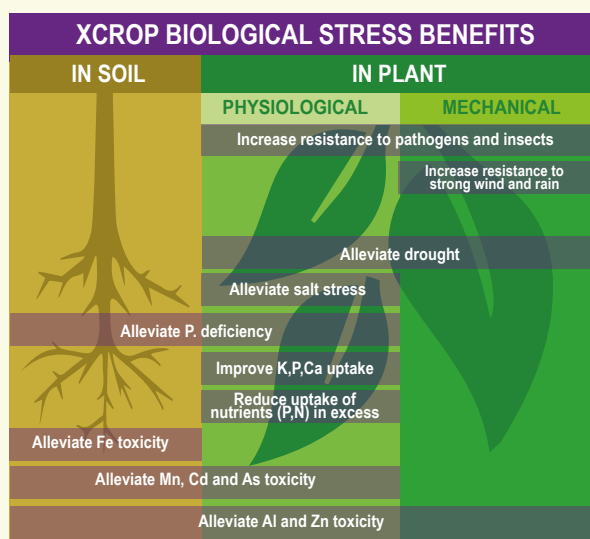 XCROP BIOLOGICAL STRESS BENEFITS
IN SOIL
IN PLANT
PHYSIOLOGICAL
MECHANICAL
Increase resistance to pathogens and insects
Increase resistance to
strong wind and rain
Alleviate drought
Alleviate salt stress
Alleviate P. deficiency
Improve K,P,Ca uptake
Reduce uptake of
nutrients (P,N) in excess
Alleviate Fe toxicity
Alleviate Mn, Cd and As toxicity
Alleviate Al and Zn toxicity